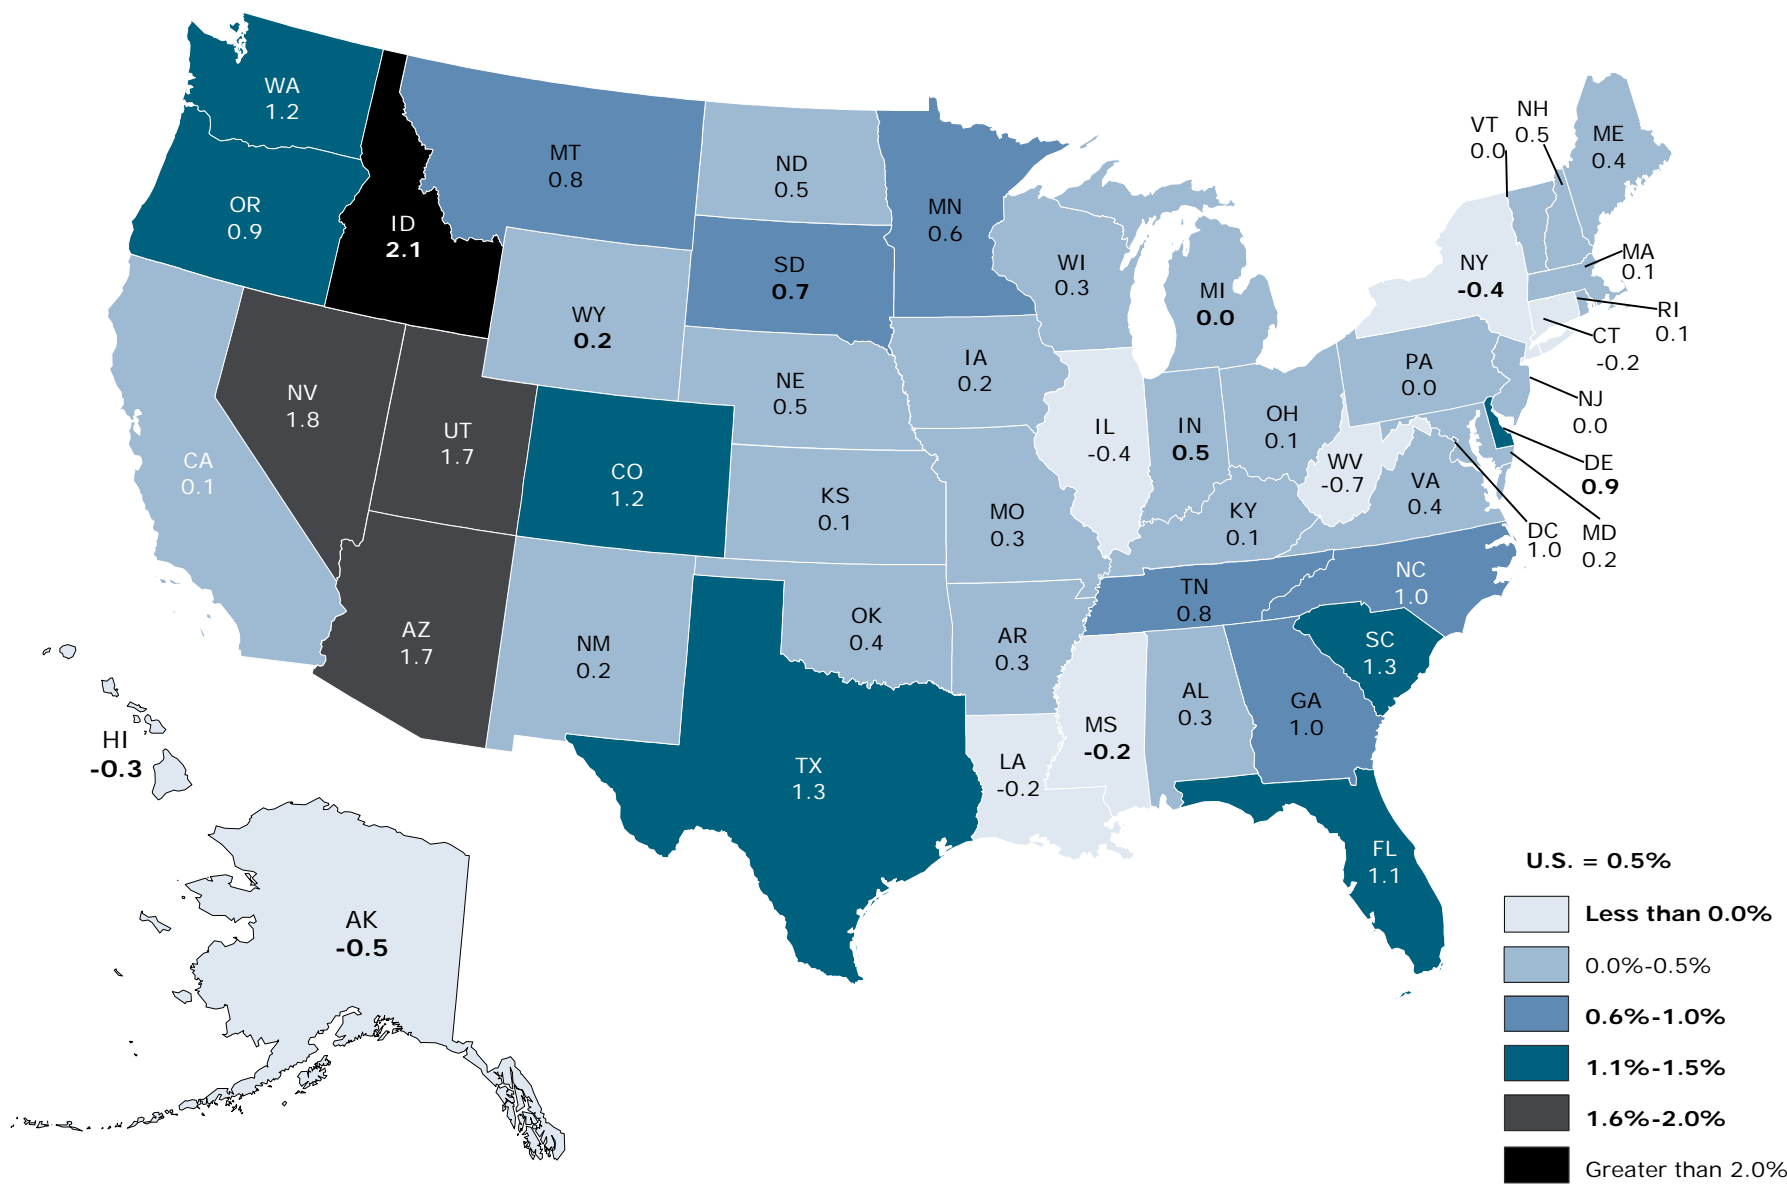 WA
1.2
OR
0.9
ID
2.1
MT
0.8
ND
0.5
MN
0.6
SD
0.7
WY
0.2
WI
0.3
MI
0.0
VT
0.0
NH
0.5
ME
0.4
NY
-0.4
MA
0.1
RI
0.1
CT
-0.2
NJ
0.0
PA
0.0
DE
0.9
MD
0.2
DC
1.0
IA
0.2
NE
0.5
NV
1.8
UT
1.7
CO
1.2
CA
0.1
KS
0.1
MO
0.3
IL
-0.4
IN
0.5
OH
0.1
WV
-0.7
VA
0.4
KY
0.1
NC
1.0
TN
0.8
SC
1.3
AZ
1.7
NM
0.2
OK
0.4
AR
0.3
MS
-0.2
AL
0.3
GA
1.0
LA
-0.2
TX
1.3
FL
1.1
HI
-0.3
AK
-0.5
U.S. = 0.5%
Less than 0.0%
0.0%-0.5%
0.6%-1.0%
1.1%-1.5%
1.6%-2.0%
Greater than 2.0%